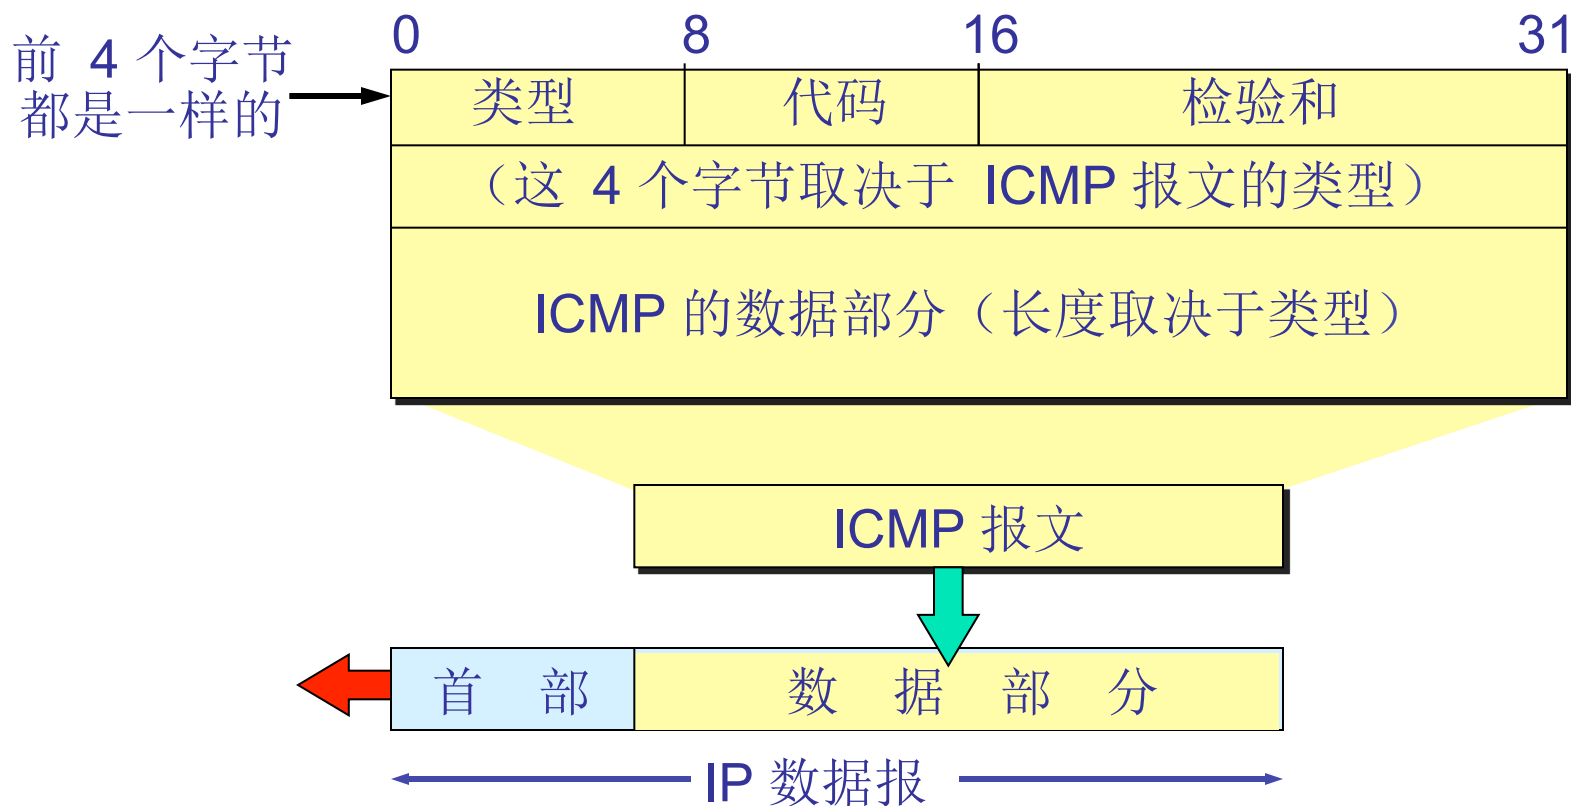 0 8 16 31
前 4 个字节
都是一样的
类型 代码 检验和
（这 4 个字节取决于 ICMP 报文的类型）
ICMP 的数据部分（长度取决于类型）
ICMP 报文
首 部 数 据 部 分
IP 数据报